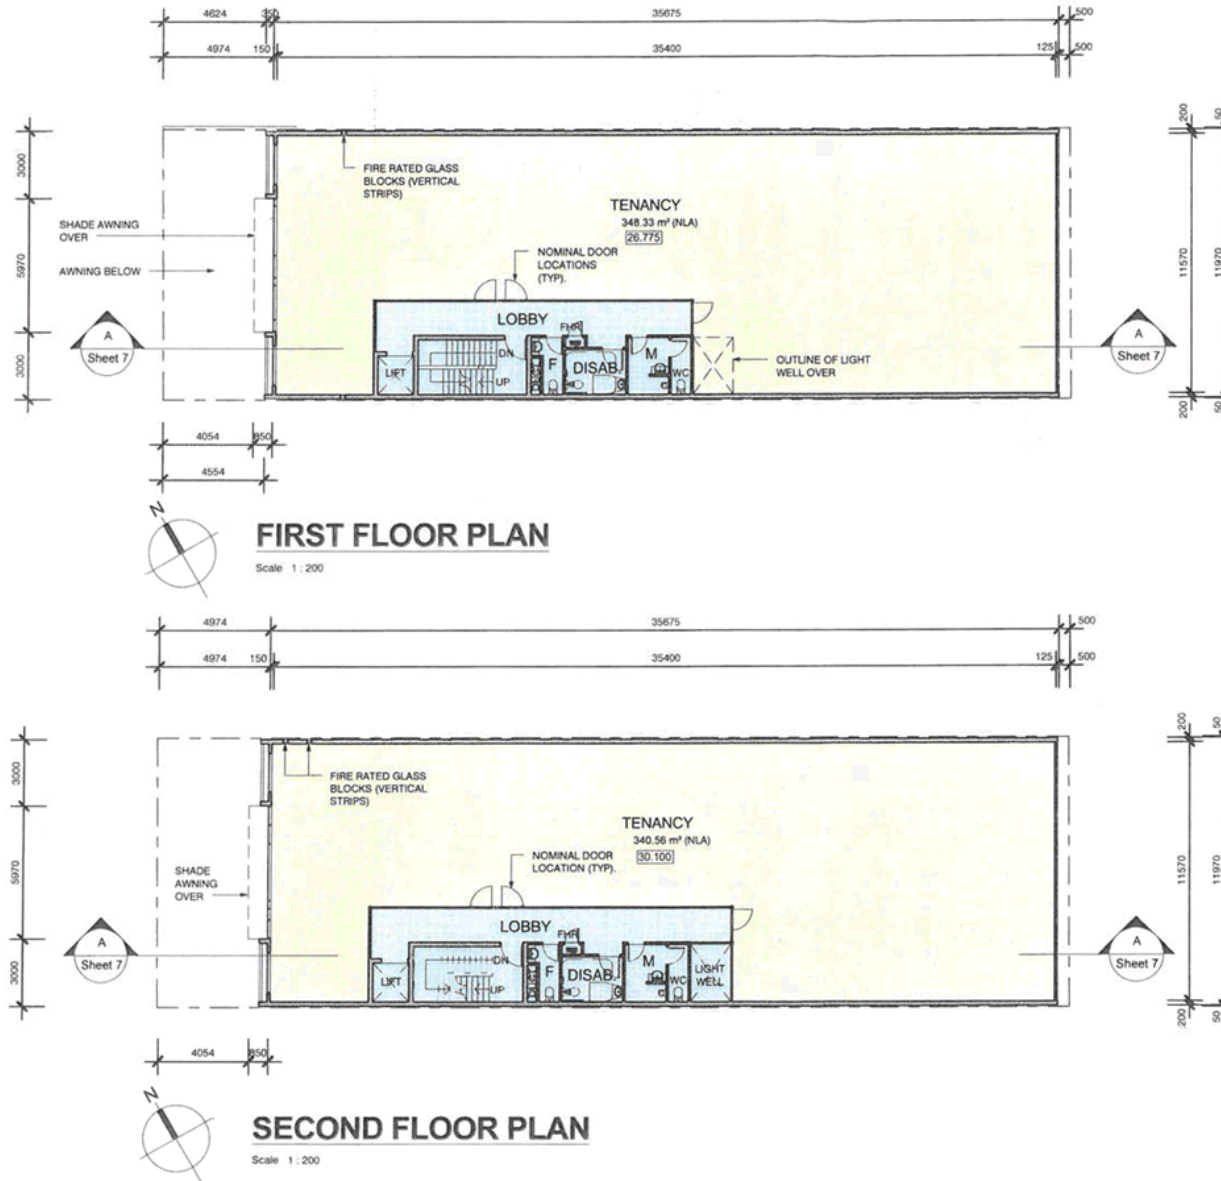 4624 350 35675 500
4974 150 35400 125 500
3000
5970
3000
200 50
11570 11970
200 50
FIRE RATED GLASS
BLOCKS (VERTICAL
STRIPS)
TENANCY
348.33 m² (NLA)
26.775
SHADE AWNING
OVER
AWNING BELOW
NOMINAL DOOR
LOCATIONS
(TYP).
LOBBY
FHR
DN
UP
LIFT
F
DISAB.
M
WC
OUTLINE OF LIGHT
WELL OVER
A
Sheet 7
A
Sheet 7
4054 850
4554
N
FIRST FLOOR PLAN
Scale 1 : 200
4974 35675 500
4974 150 35400 125 500
3000
5970
3000
200 50
11570 11970
200 50
FIRE RATED GLASS
BLOCKS (VERTICAL
STRIPS)
TENANCY
340.56 m² (NLA)
30.100
SHADE
AWNING
OVER
NOMINAL DOOR
LOCATION (TYP).
LOBBY
FHR
DN
UP
LIFT
F
DISAB.
M
WC
LIGHT
WELL
A
Sheet 7
A
Sheet 7
4054 850
N
SECOND FLOOR PLAN
Scale 1 : 200